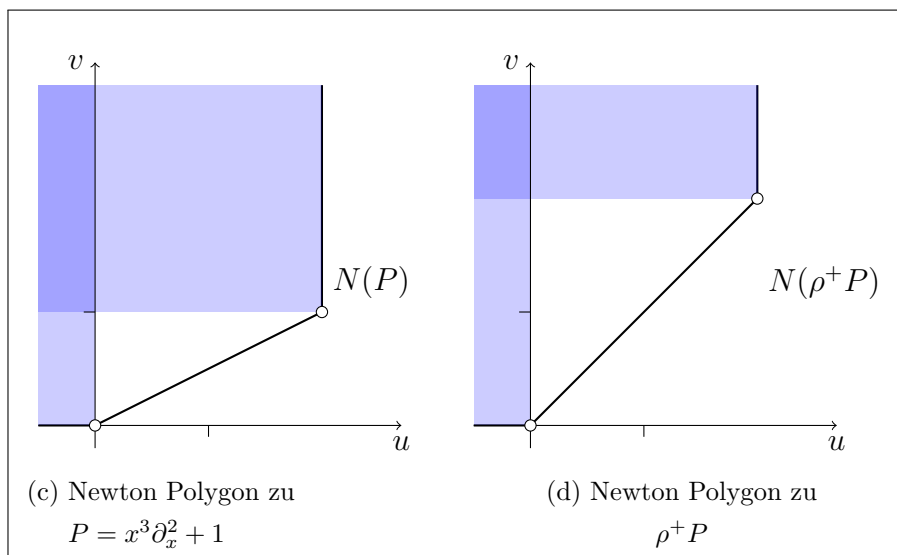 v
v
N(P)
N(ρ⁺P)
u
u
(c) Newton Polygon zu
P = x³∂ₓ² + 1
(d) Newton Polygon zu
ρ⁺P